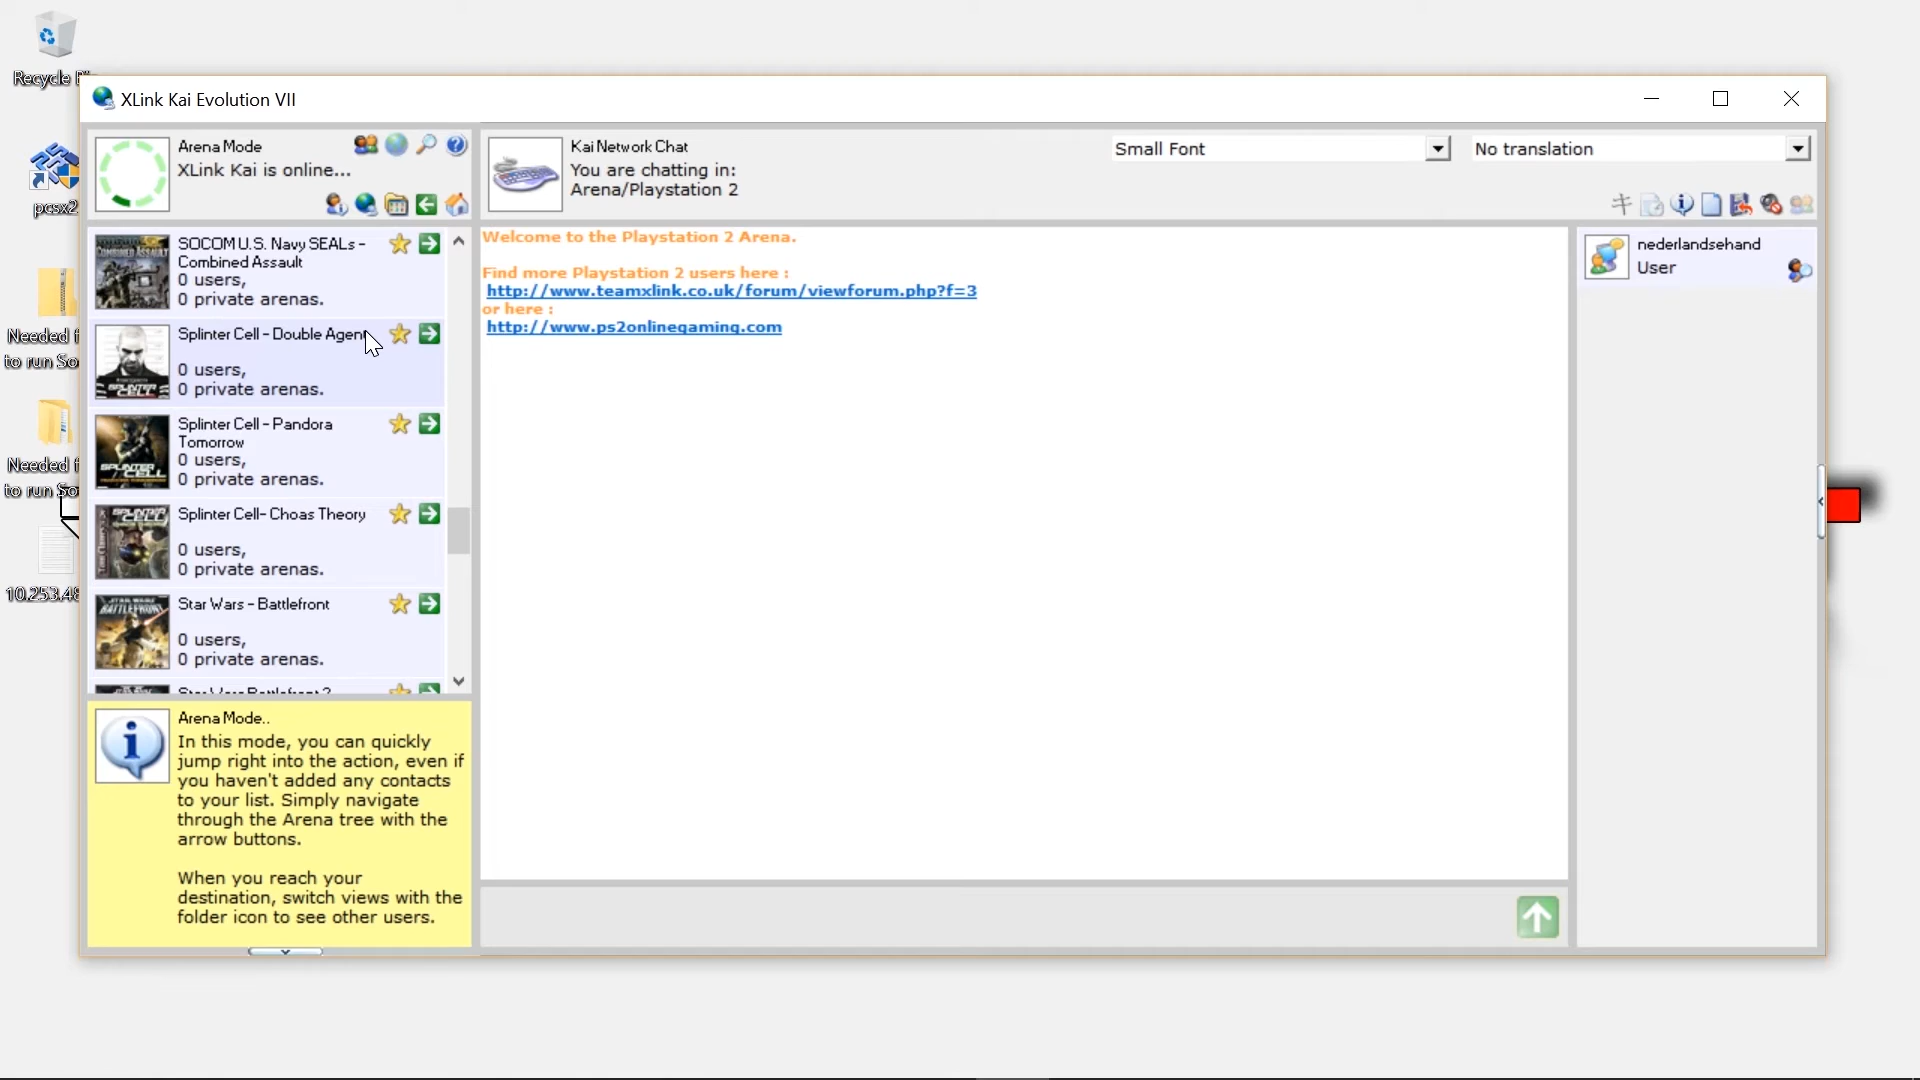 Recycle
pcsx2
Needed
to run So
Needed
to run So
10.253.48
XLink Kai Evolution VII
Arena Mode
XLink Kai is online...
SOCOM U.S. Navy SEALs -
Combined Assault
0 users,
0 private arenas.
Splinter Cell - Double Agent
0 users,
0 private arenas.
Splinter Cell - Pandora
Tomorrow
0 users,
0 private arenas.
Splinter Cell- Choas Theory
0 users,
0 private arenas.
Star Wars - Battlefront
0 users,
0 private arenas.
Arena Mode..
In this mode, you can quickly
jump right into the action, even if
you haven't added any contacts
to your list. Simply navigate
through the Arena tree with the
arrow buttons.
When you reach your
destination, switch views with the
folder icon to see other users.
Kai Network Chat
You are chatting in:
Arena/Playstation 2
Small Font
No translation
Welcome to the Playstation 2 Arena.
Find more Playstation 2 users here :
http://www.teamxlink.co.uk/forum/viewforum.php?f=3
or here :
http://www.ps2onlinegaming.com
nederlandsehand
User